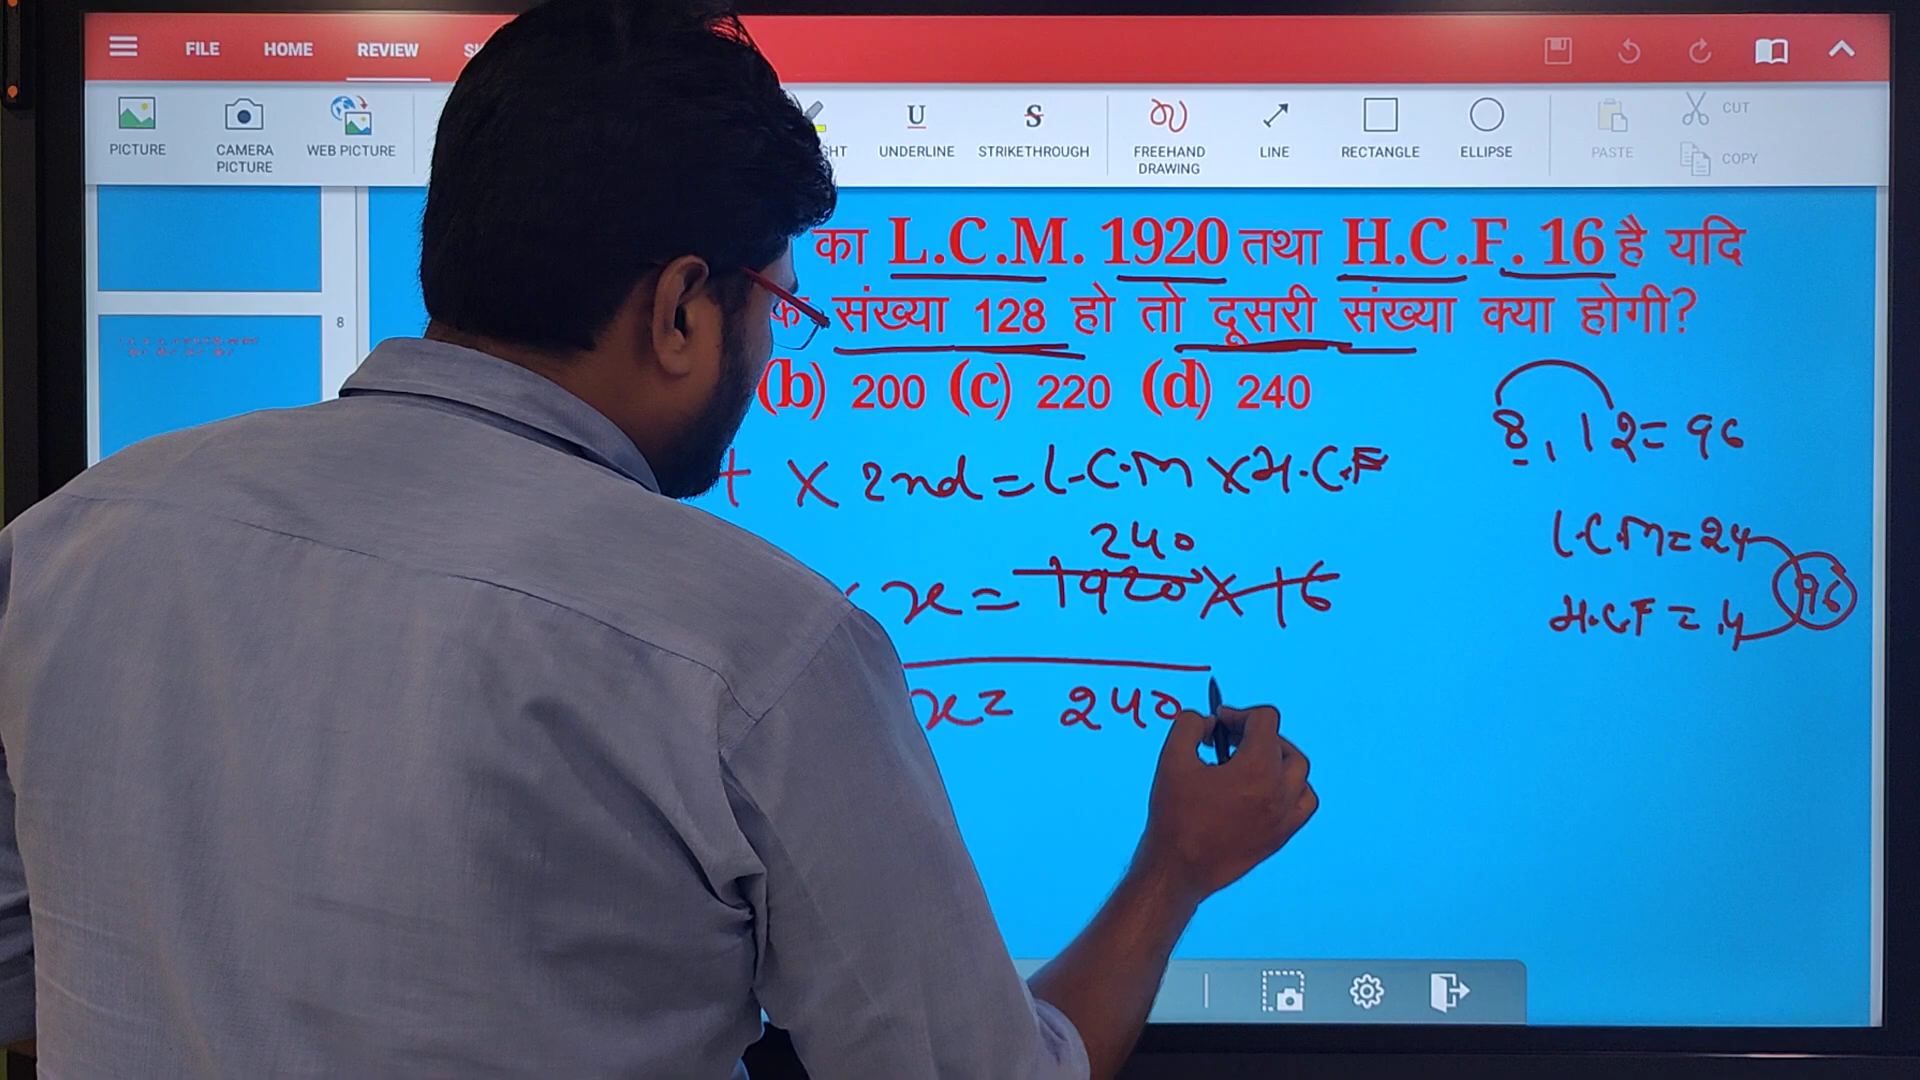 FILE HOME REVIEW
PICTURE CAMERA PICTURE WEB PICTURE UNDERLINE STRIKETHROUGH FREEHAND DRAWING LINE RECTANGLE ELLIPSE PASTE CUT COPY
का L.C.M. 1920 तथा H.C.F. 16 है यदि
संख्या 128 हो तो दूसरी संख्या क्या होगी?
(b) 200 (c) 220 (d) 240
8
8, 12 = 96
× 2nd = L.C.M × H.C.F
240
x = 1920 × 16
x = 240
L.C.M = 24
96
H.C.F = 4